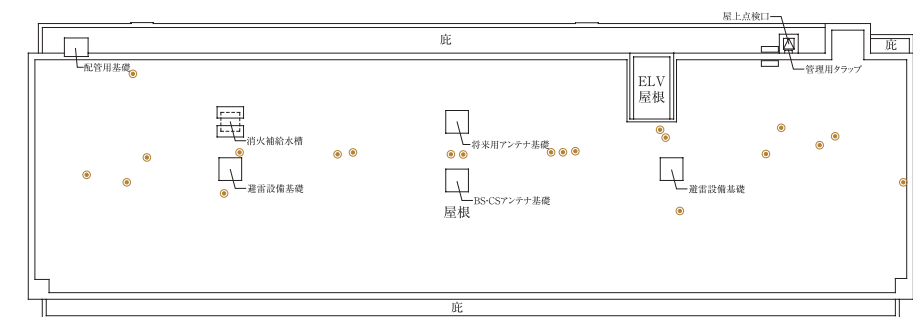 屋上点検口
庇
庇
配管用基礎
管理用タラップ
ELV
屋根
消火補給水槽
将来用アンテナ基礎
避雷設備基礎
避雷設備基礎
BS・CSアンテナ基礎
屋根
庇